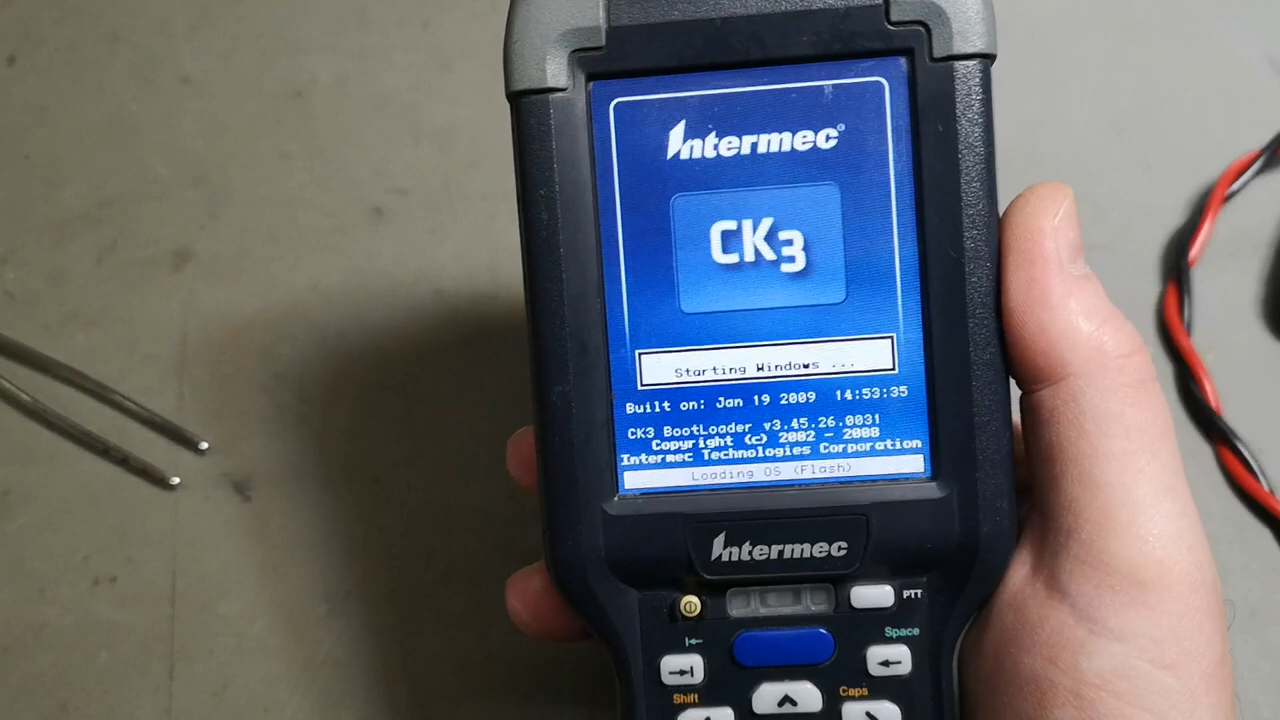 Intermec®
CK3
Starting Windows ...
Built on: Jan 19 2009 14:53:35
CK3 BootLoader v3.45.26.0031
Copyright (c) 2002 - 2008
Intermec Technologies Corporation
Loading OS (Flash)
Intermec
PTT
Space
Shift
Caps